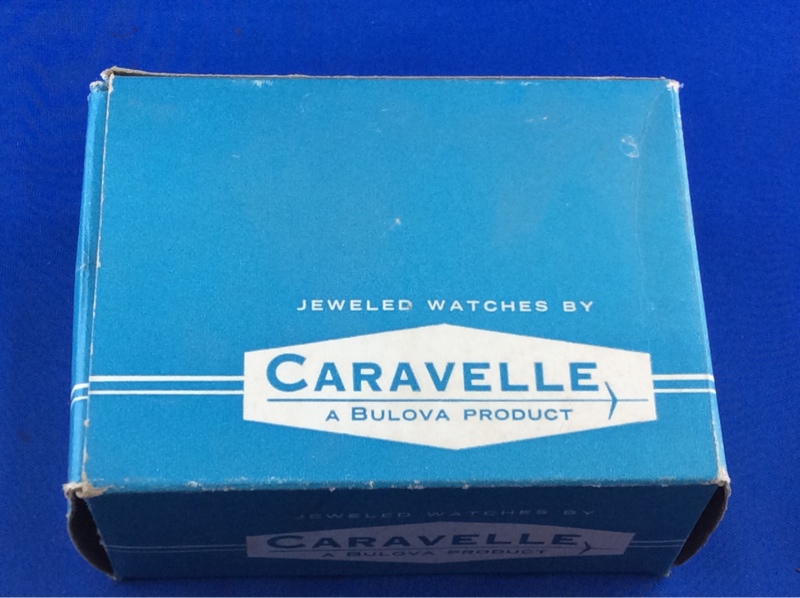 JEWELED WATCHES BY
CARAVELLE
A BULOVA PRODUCT
JEWELED WATCHES BY
CARAVELLE
A BULOVA PRODUCT